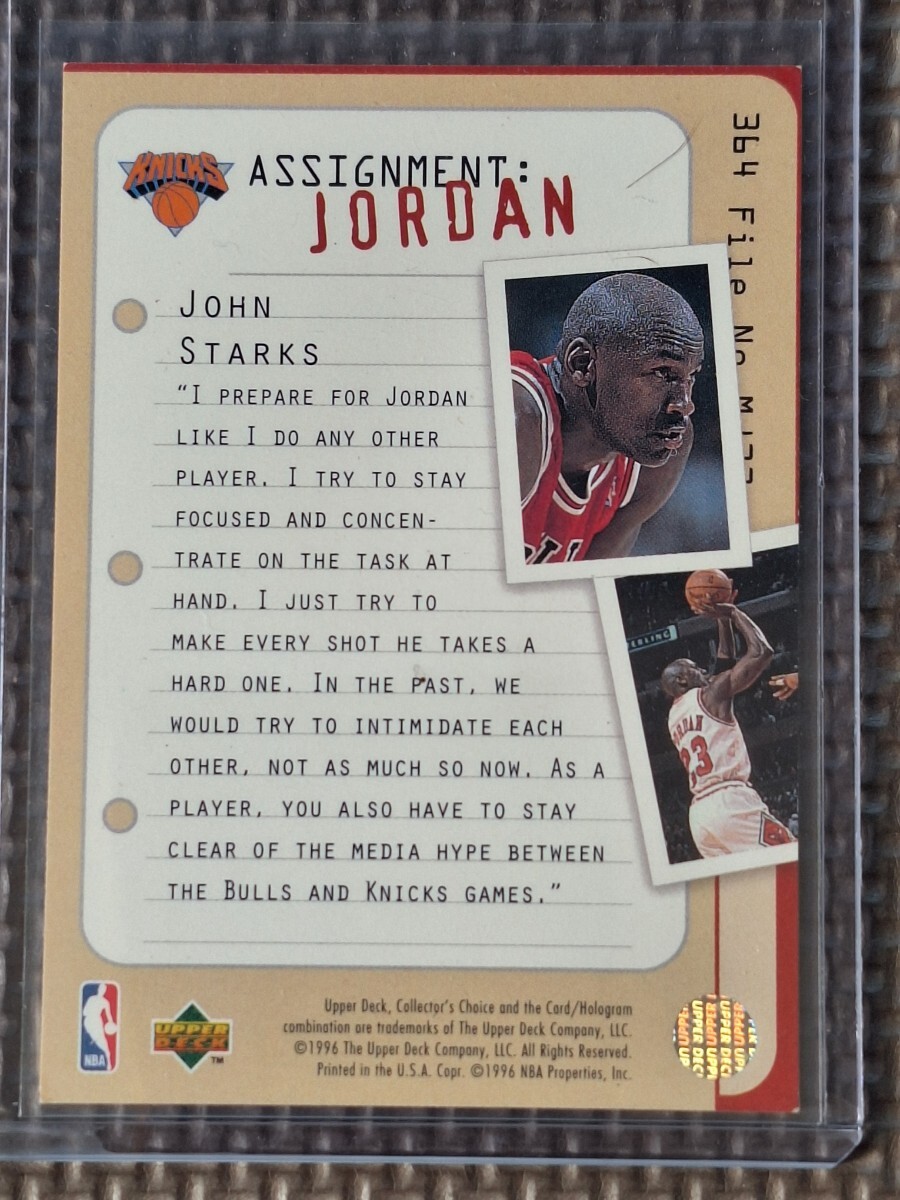 KNICKS
ASSIGNMENT:
JORDAN
JOHN
STARKS
“I PREPARE FOR JORDAN
LIKE I DO ANY OTHER
PLAYER. I TRY TO STAY
FOCUSED AND CONCEN-
TRATE ON THE TASK AT
HAND. I JUST TRY TO
MAKE EVERY SHOT HE TAKES A
HARD ONE. IN THE PAST, WE
WOULD TRY TO INTIMIDATE EACH
OTHER, NOT AS MUCH SO NOW. AS A
PLAYER, YOU ALSO HAVE TO STAY
CLEAR OF THE MEDIA HYPE BETWEEN
THE BULLS AND KNICKS GAMES.”
364 File No
ERLING
RDAN
23
NBA
UPPER
DECK
™
Upper Deck, Collector's Choice and the Card/Hologram
combination are trademarks of The Upper Deck Company, LLC.
©1996 The Upper Deck Company, LLC. All Rights Reserved.
Printed in the U.S.A. Copr. ©1996 NBA Properties, Inc.